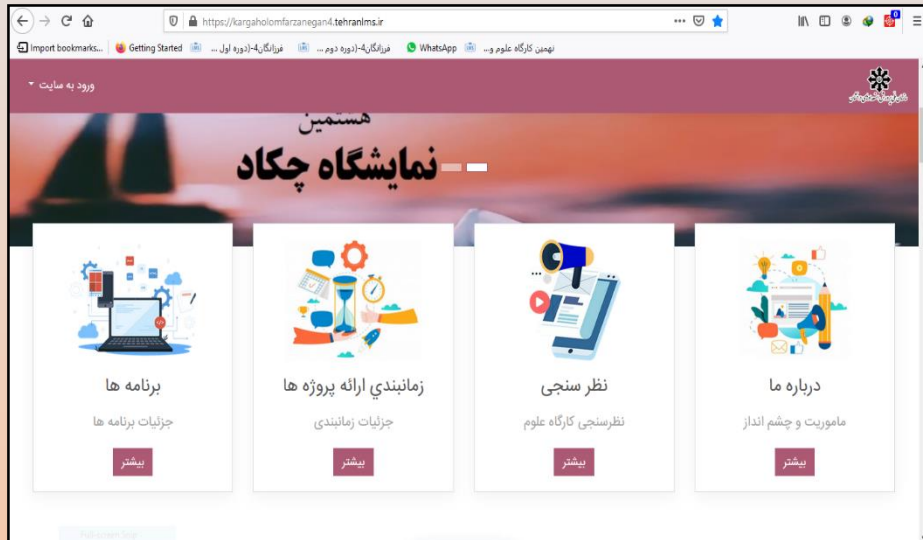 https://kargaholomfarzanegan4.tehranlms.ir
Import bookmarks...
Getting Started
فرزانگان4-(دوره اول ...
فرزانگان4-(دوره دوم ...
WhatsApp
نهمین کارگاه علوم و...
ورود به سایت
هشتمین
نمایشگاه چکاد
درباره ما
ماموریت و چشم انداز
بیشتر
نظر سنجی
نظرسنجی کارگاه علوم
بیشتر
زمانبندي ارائه پروژه ها
جزئیات زمانبندی
بیشتر
برنامه ها
جزئیات برنامه ها
بیشتر